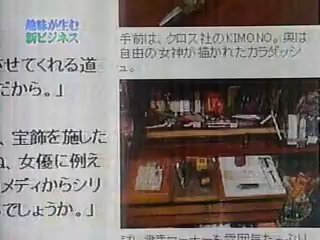 趣味が生む
新ビジネス
手前は、クロス社のKIMONO。奥は
自由の女神が描かれたカラダッシ
ュ。
せてくれる道
だから。」
、宝飾を施した
ね、女優に例え
メディからシリ
でしょうか。」